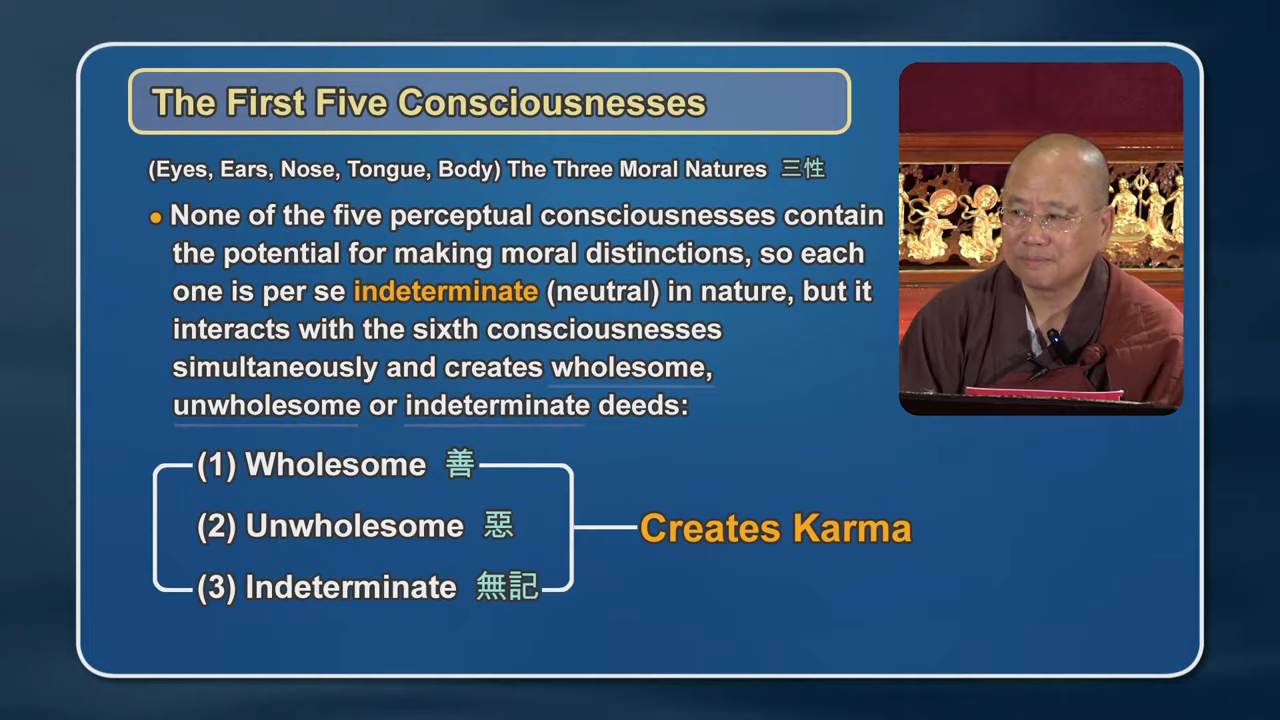 The First Five Consciousnesses
(Eyes, Ears, Nose, Tongue, Body) The Three Moral Natures 三性
• None of the five perceptual consciousnesses contain
the potential for making moral distinctions, so each
one is per se indeterminate (neutral) in nature, but it
interacts with the sixth consciousnesses
simultaneously and creates wholesome,
unwholesome or indeterminate deeds:
(1) Wholesome 善
(2) Unwholesome 惡
(3) Indeterminate 無記
Creates Karma